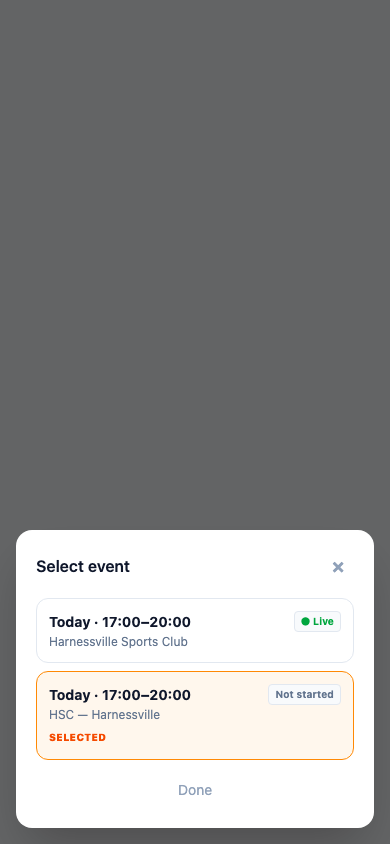 Select event
Today · 17:00–20:00
Live
Harnessville Sports Club
Today · 17:00–20:00
Not started
HSC — Harnessville
SELECTED
Done